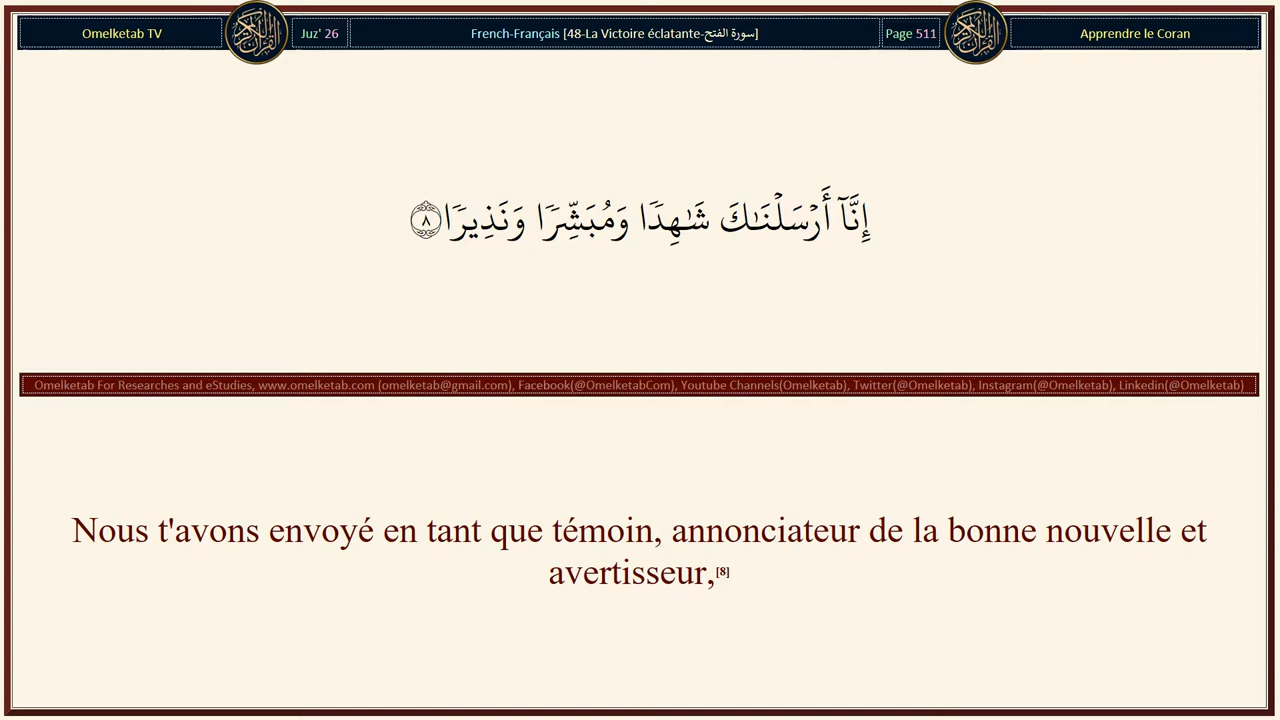 Omelketab TV
Juz' 26
French-Français [48-La Victoire éclatante-سورة الفتح]
Page 511
Apprendre le Coran
إِنَّآ أَرْسَلْنَـٰكَ شَـٰهِدًا وَمُبَشِّرًا وَنَذِيرًا ٨
Omelketab For Researches and eStudies, www.omelketab.com (omelketab@gmail.com), Facebook(@OmelketabCom), Youtube Channels(Omelketab), Twitter(@Omelketab), Instagram(@Omelketab), Linkedin(@Omelketab)
Nous t'avons envoyé en tant que témoin, annonciateur de la bonne nouvelle et
avertisseur,[8]